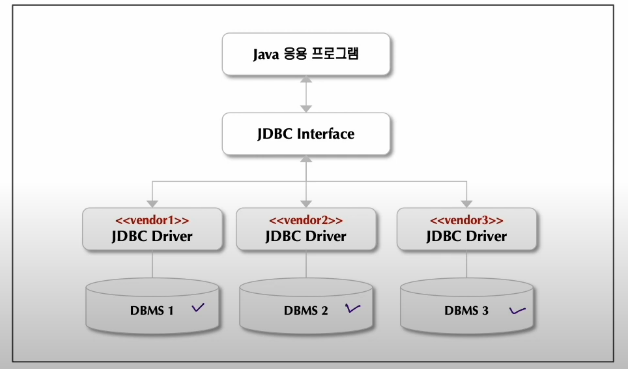 Java 응용 프로그램
JDBC Interface
<<vendor1>>
JDBC Driver
<<vendor2>>
JDBC Driver
<<vendor3>>
JDBC Driver
DBMS 1
DBMS 2
DBMS 3